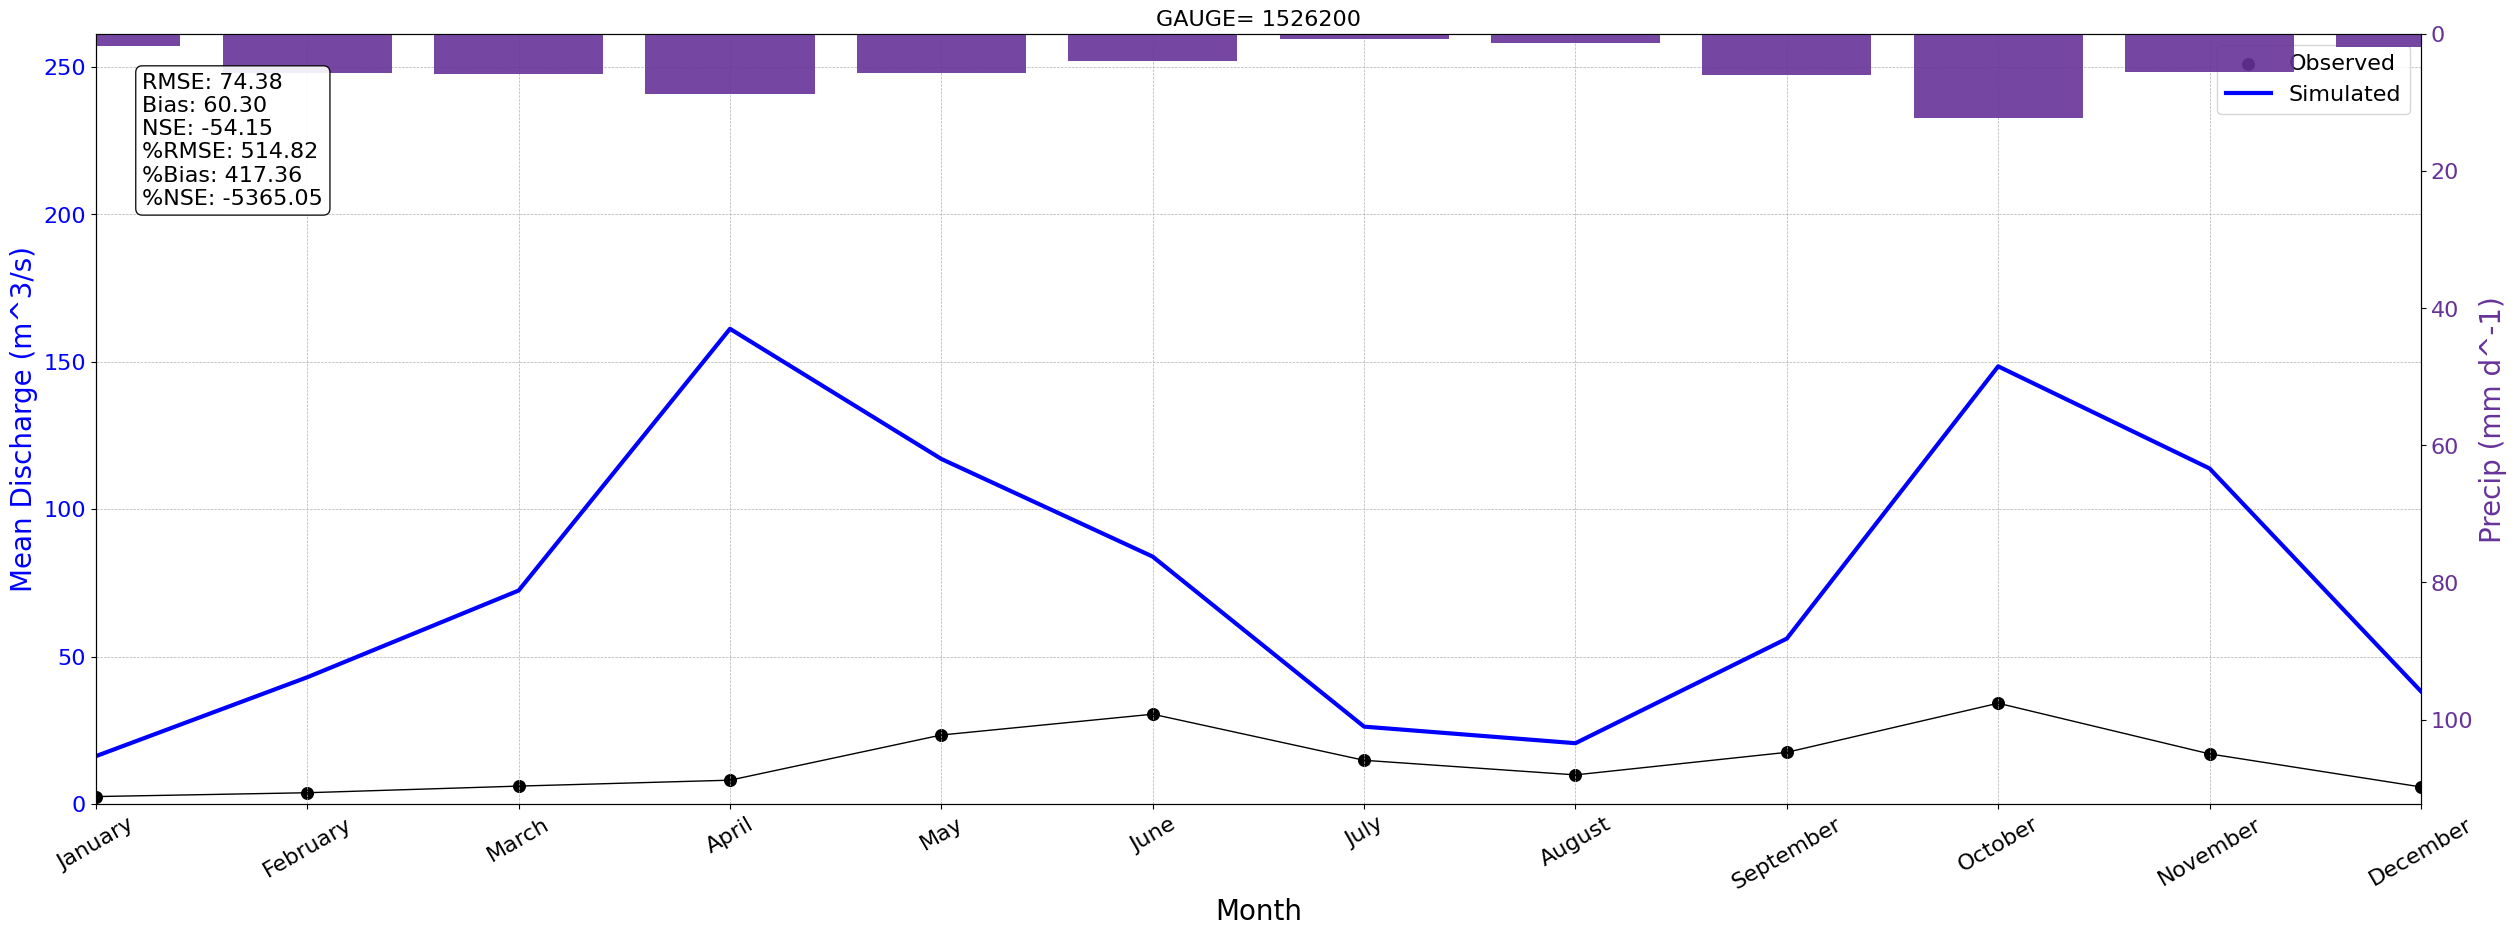 GAUGE= 1526200
RMSE: 74.38
Bias: 60.30
NSE: -54.15
%RMSE: 514.82
%Bias: 417.36
%NSE: -5365.05
Observed
Simulated
Mean Discharge (m^3/s)
250
200
150
100
50
0
0
20
40
60
80
100
Precip (mm d^-1)
January
February
March
April
May
June
July
August
September
October
November
December
Month